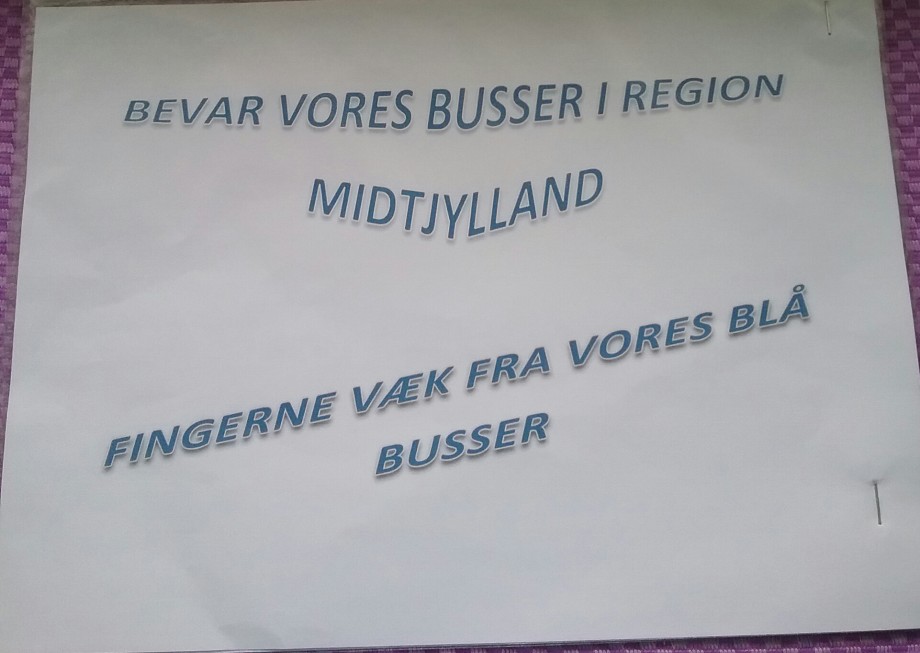 BEVAR VORES BUSSER I REGION
MIDTJYLLAND
FINGERNE VÆK FRA VORES BLÅ
BUSSER